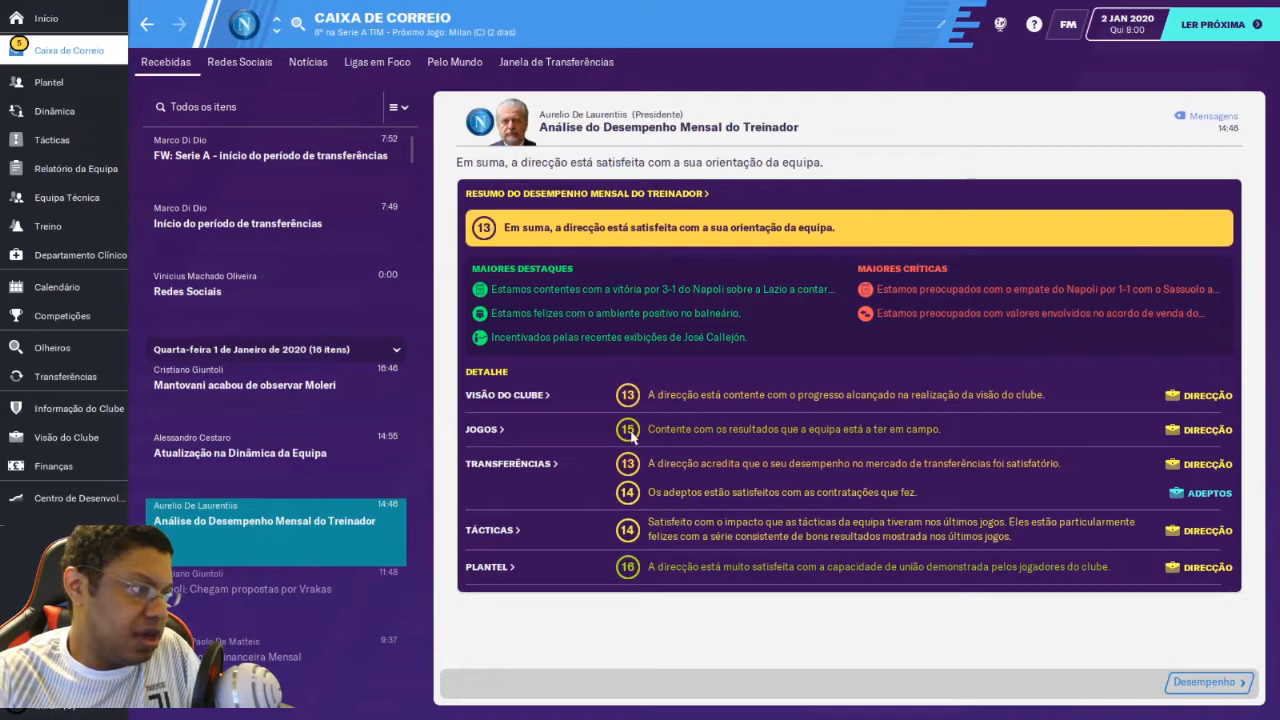 Início
5
Caixa de Correio
Plantel
Dinâmica
Tácticas
Relatório da Equipa
Equipa Técnica
Treino
Departamento Clínico
Calendário
Competições
Olheiros
Transferências
Informação do Clube
Visão do Clube
Finanças
Centro de Desenvol...
N
CAIXA DE CORREIO
8º na Serie A TIM - Próximo Jogo: Milan (C) (2 dias)
?
FM
2 JAN 2020
Qui 8:00
LER PRÓXIMA
Recebidas
Redes Sociais
Notícias
Ligas em Foco
Pelo Mundo
Janela de Transferências
Todos os itens
Marco Di Dio 7:52
FW: Serie A - início do período de transferências
Marco Di Dio 7:49
Início do período de transferências
Vinicius Machado Oliveira 0:00
Redes Sociais
Quarta-feira 1 de Janeiro de 2020 (16 itens)
Cristiano Giuntoli 16:46
Mantovani acabou de observar Moleri
Alessandro Cestaro 14:55
Atualização na Dinâmica da Equipa
Aurelio De Laurentiis 14:46
Análise do Desempenho Mensal do Treinador
Giuntoli 11:48
Chegam propostas por Vrakas
Paolo De Matteis 9:37
Mensal
N
Aurelio De Laurentiis (Presidente)
Análise do Desempenho Mensal do Treinador
Mensagens
14:46
Em suma, a direcção está satisfeita com a sua orientação da equipa.
RESUMO DO DESEMPENHO MENSAL DO TREINADOR
13 Em suma, a direcção está satisfeita com a sua orientação da equipa.
MAIORES DESTAQUES
Estamos contentes com a vitória por 3-1 do Napoli sobre a Lazio a contar...
Estamos felizes com o ambiente positivo no balneário.
Incentivados pelas recentes exibições de José Callejón.
MAIORES CRÍTICAS
Estamos preocupados com o empate do Napoli por 1-1 com o Sassuolo a...
Estamos preocupados com valores envolvidos no acordo de venda do...
DETALHE
VISÃO DO CLUBE 13 A direcção está contente com o progresso alcançado na realização da visão do clube. DIRECÇÃO
JOGOS 15 Contente com os resultados que a equipa está a ter em campo. DIRECÇÃO
TRANSFERÊNCIAS 13 A direcção acredita que o seu desempenho no mercado de transferências foi satisfatório. DIRECÇÃO
14 Os adeptos estão satisfeitos com as contratações que fez. ADEPTOS
TÁCTICAS 14 Satisfeito com o impacto que as tácticas da equipa tiveram nos últimos jogos. Eles estão particularmente DIRECÇÃO
felizes com a série consistente de bons resultados mostrada nos últimos jogos.
PLANTEL 16 A direcção está muito satisfeita com a capacidade de união demonstrada pelos jogadores do clube. DIRECÇÃO
Desempenho